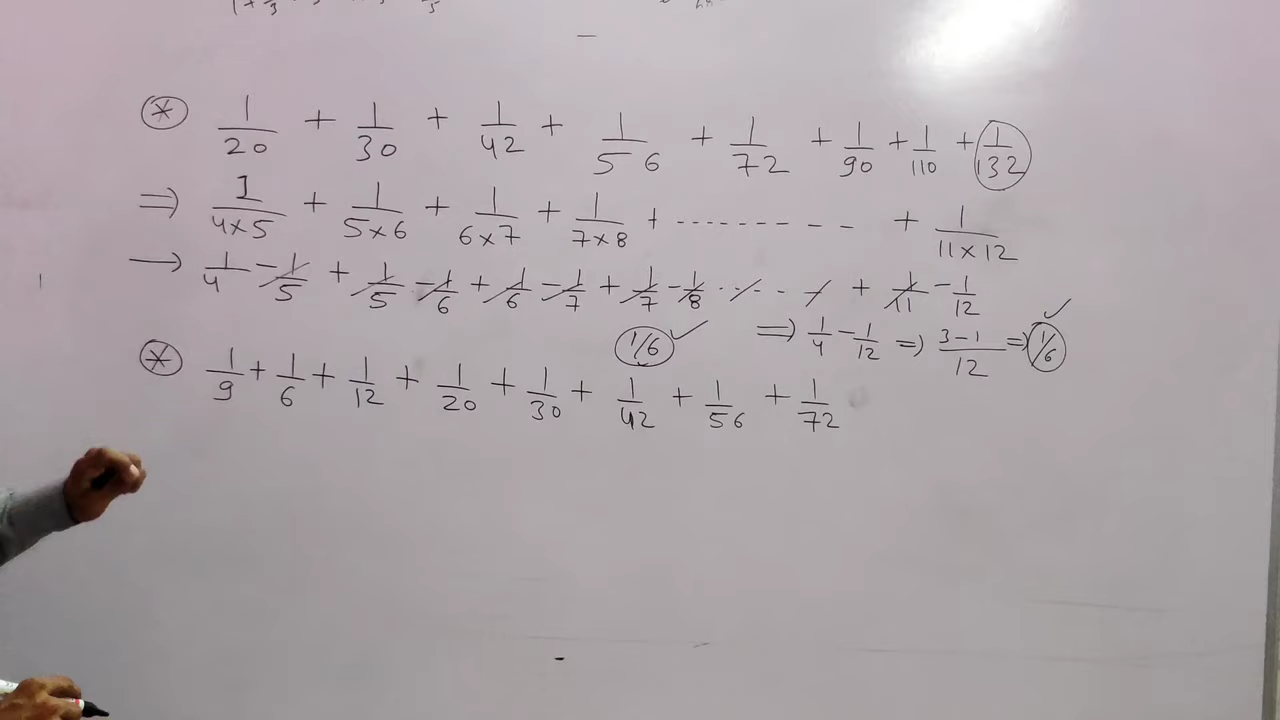 ⊛ 1/20 + 1/30 + 1/42 + 1/56 + 1/72 + 1/90 + 1/110 + 1/132
⇒ 1/4×5 + 1/5×6 + 1/6×7 + 1/7×8 + ---------- + 1/11×12
→ 1/4 - 1/5 + 1/5 - 1/6 + 1/6 - 1/7 + 1/7 - 1/8 ...... + 1/11 - 1/12
1/6 ✓ ⇒ 1/4 - 1/12 ⇒ 3-1/12 ⇒ 1/6 ✓
⊛ 1/9 + 1/6 + 1/12 + 1/20 + 1/30 + 1/42 + 1/56 + 1/72